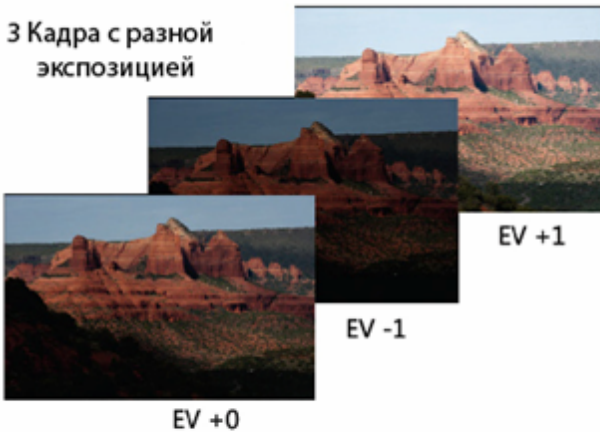 3 Кадра с разной
экспозицией
EV +1
EV -1
EV +0